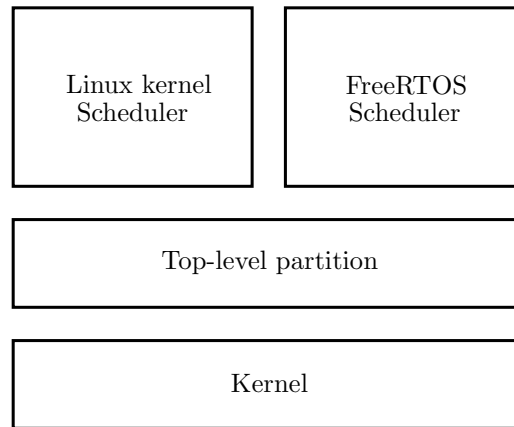 Linux kernel
Scheduler
FreeRTOS
Scheduler
Top-level partition
Kernel